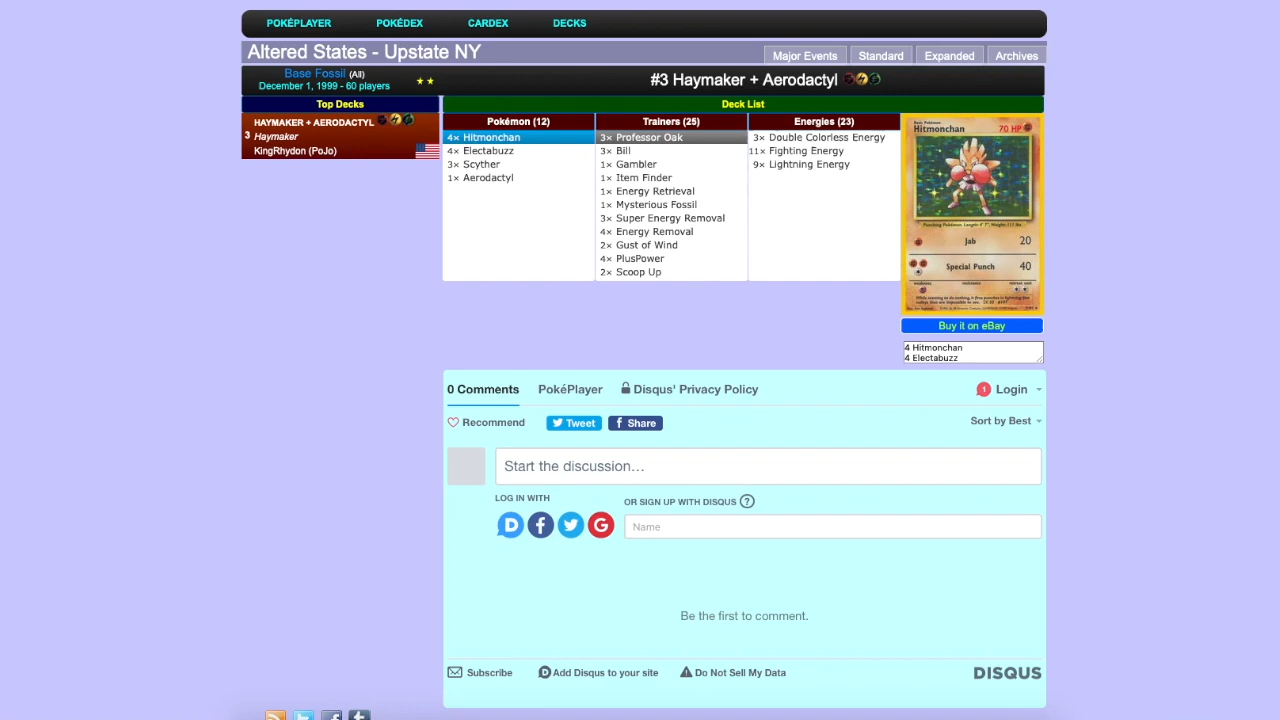 POKÉPLAYER POKÉDEX CARDEX DECKS
Altered States - Upstate NY
Major Events Standard Expanded Archives
Base Fossil (All)
December 1, 1999 - 60 players
#3 Haymaker + Aerodactyl
Top Decks
HAYMAKER + AERODACTYL
3 Haymaker
KingRhydon (PoJo)
Deck List
Pokémon (12)
4× Hitmonchan
4× Electabuzz
3× Scyther
1× Aerodactyl
Trainers (25)
3× Professor Oak
3× Bill
1× Gambler
1× Item Finder
1× Energy Retrieval
1× Mysterious Fossil
3× Super Energy Removal
4× Energy Removal
2× Gust of Wind
4× PlusPower
2× Scoop Up
Energies (23)
3× Double Colorless Energy
11× Fighting Energy
9× Lightning Energy
Hitmonchan 70 HP
Jab 20
Special Punch 40
Buy it on eBay
4 Hitmonchan
4 Electabuzz
0 Comments PokéPlayer Disqus' Privacy Policy 1 Login
Recommend Tweet f Share Sort by Best
Start the discussion…
LOG IN WITH
OR SIGN UP WITH DISQUS ?
D f G
Name
Be the first to comment.
Subscribe D Add Disqus to your site Do Not Sell My Data DISQUS